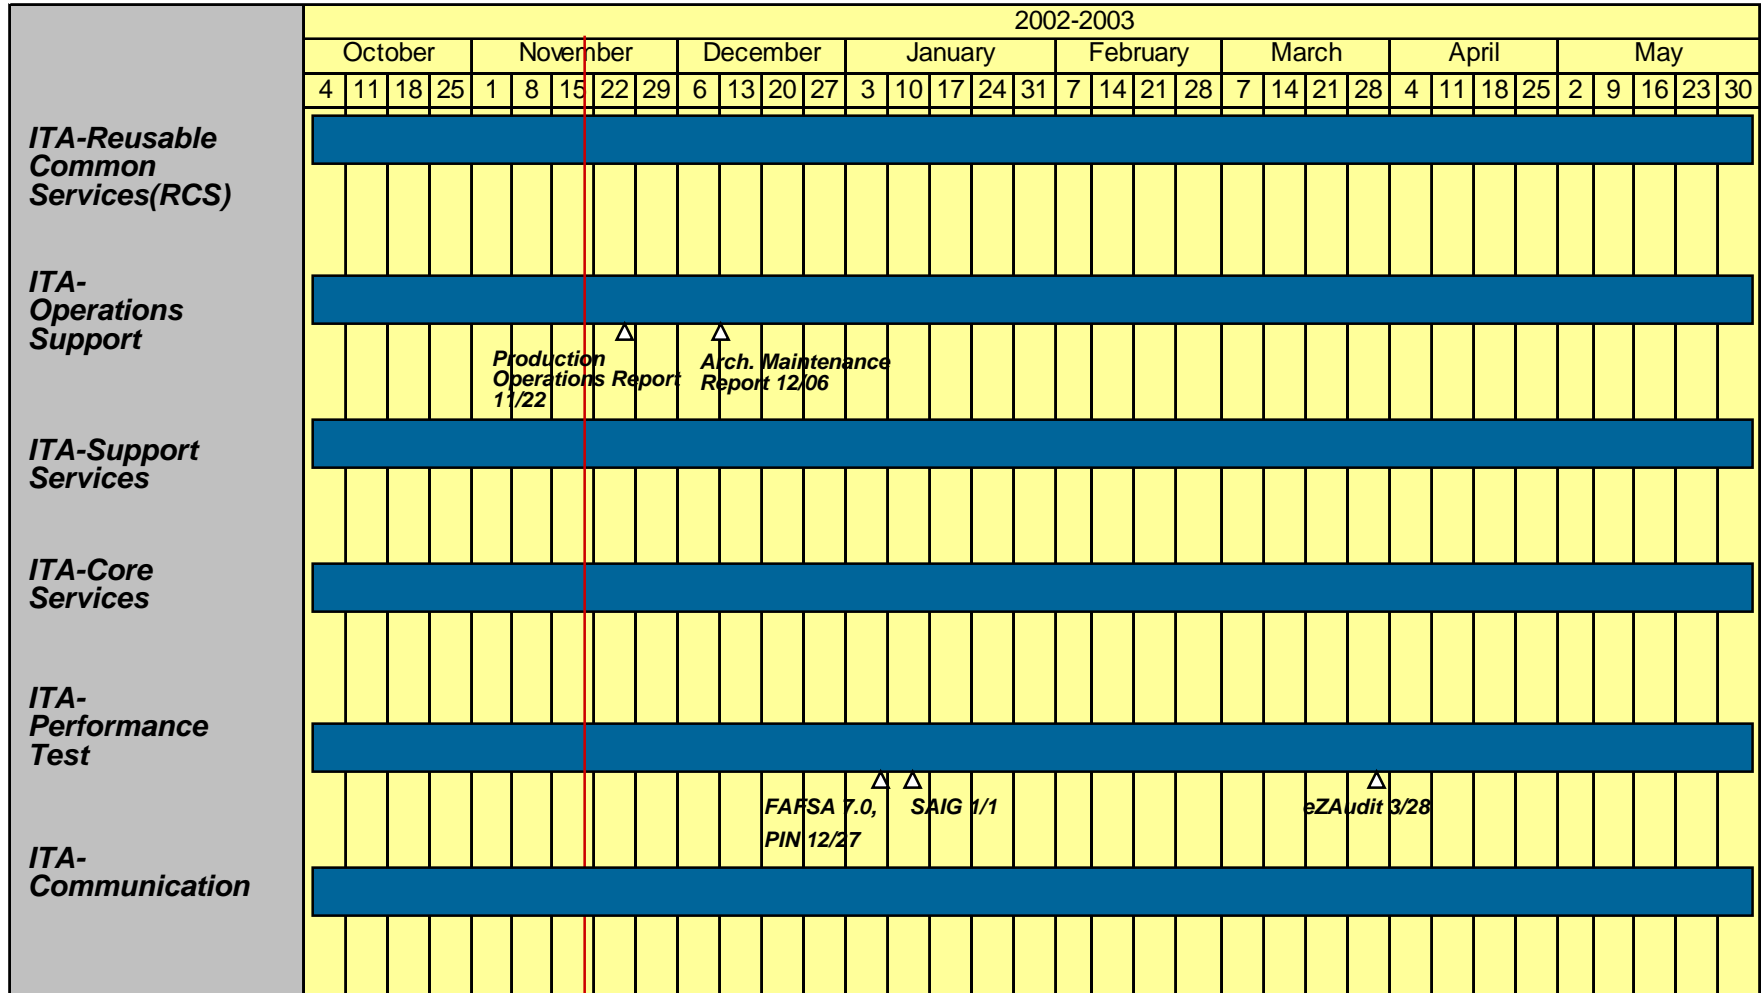 2002-2003
October November December January February March April May
4 11 18 25 1 8 15 22 29 6 13 20 27 3 10 17 24 31 7 14 21 28 7 14 21 28 4 11 18 25 2 9 16 23 30
ITA-Reusable
Common
Services(RCS)
ITA-
Operations
Support
Production
Operations Report
11/22
Arch. Maintenance
Report 12/06
ITA-Support
Services
ITA-Core
Services
ITA-
Performance
Test
FAFSA 7.0,
PIN 12/27
SAIG 1/1
eZAudit 3/28
ITA-
Communication